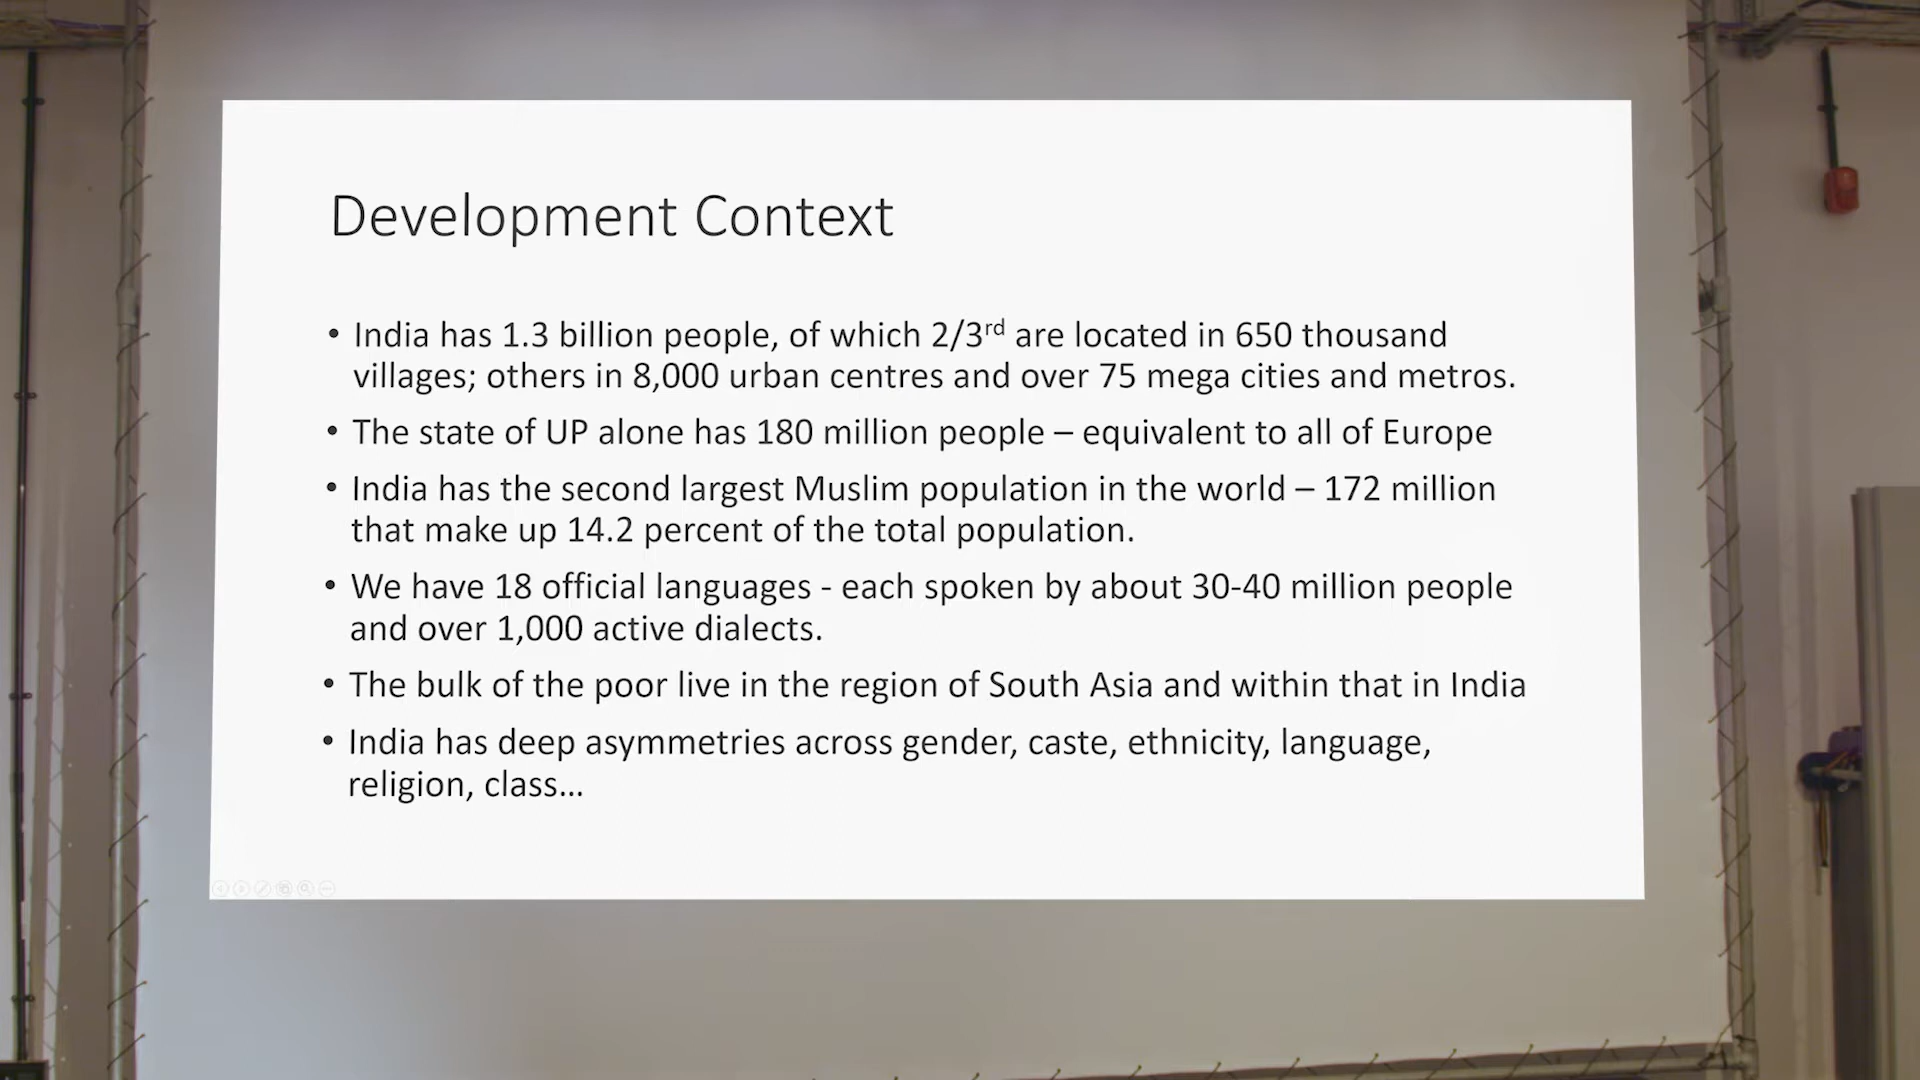 Development Context
• India has 1.3 billion people, of which 2/3rd are located in 650 thousand
villages; others in 8,000 urban centres and over 75 mega cities and metros.
• The state of UP alone has 180 million people – equivalent to all of Europe
• India has the second largest Muslim population in the world – 172 million
that make up 14.2 percent of the total population.
• We have 18 official languages - each spoken by about 30-40 million people
and over 1,000 active dialects.
• The bulk of the poor live in the region of South Asia and within that in India
• India has deep asymmetries across gender, caste, ethnicity, language,
religion, class...